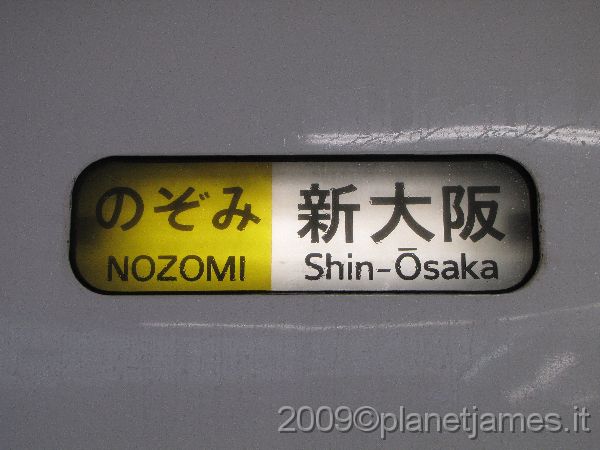 のぞみ 新大阪
NOZOMI Shin-Ōsaka
2009©planetjames.it